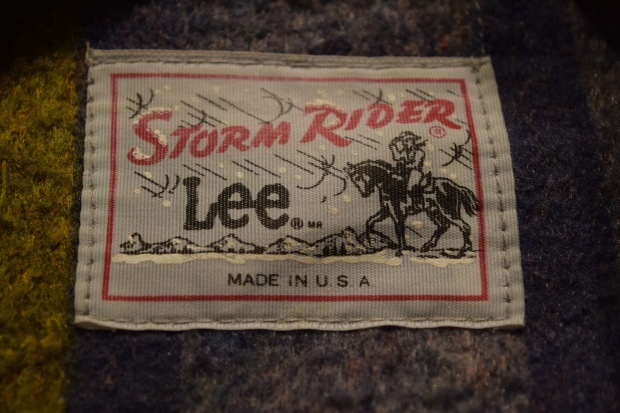 STORM RIDER®
Lee® MR
MADE IN U.S.A